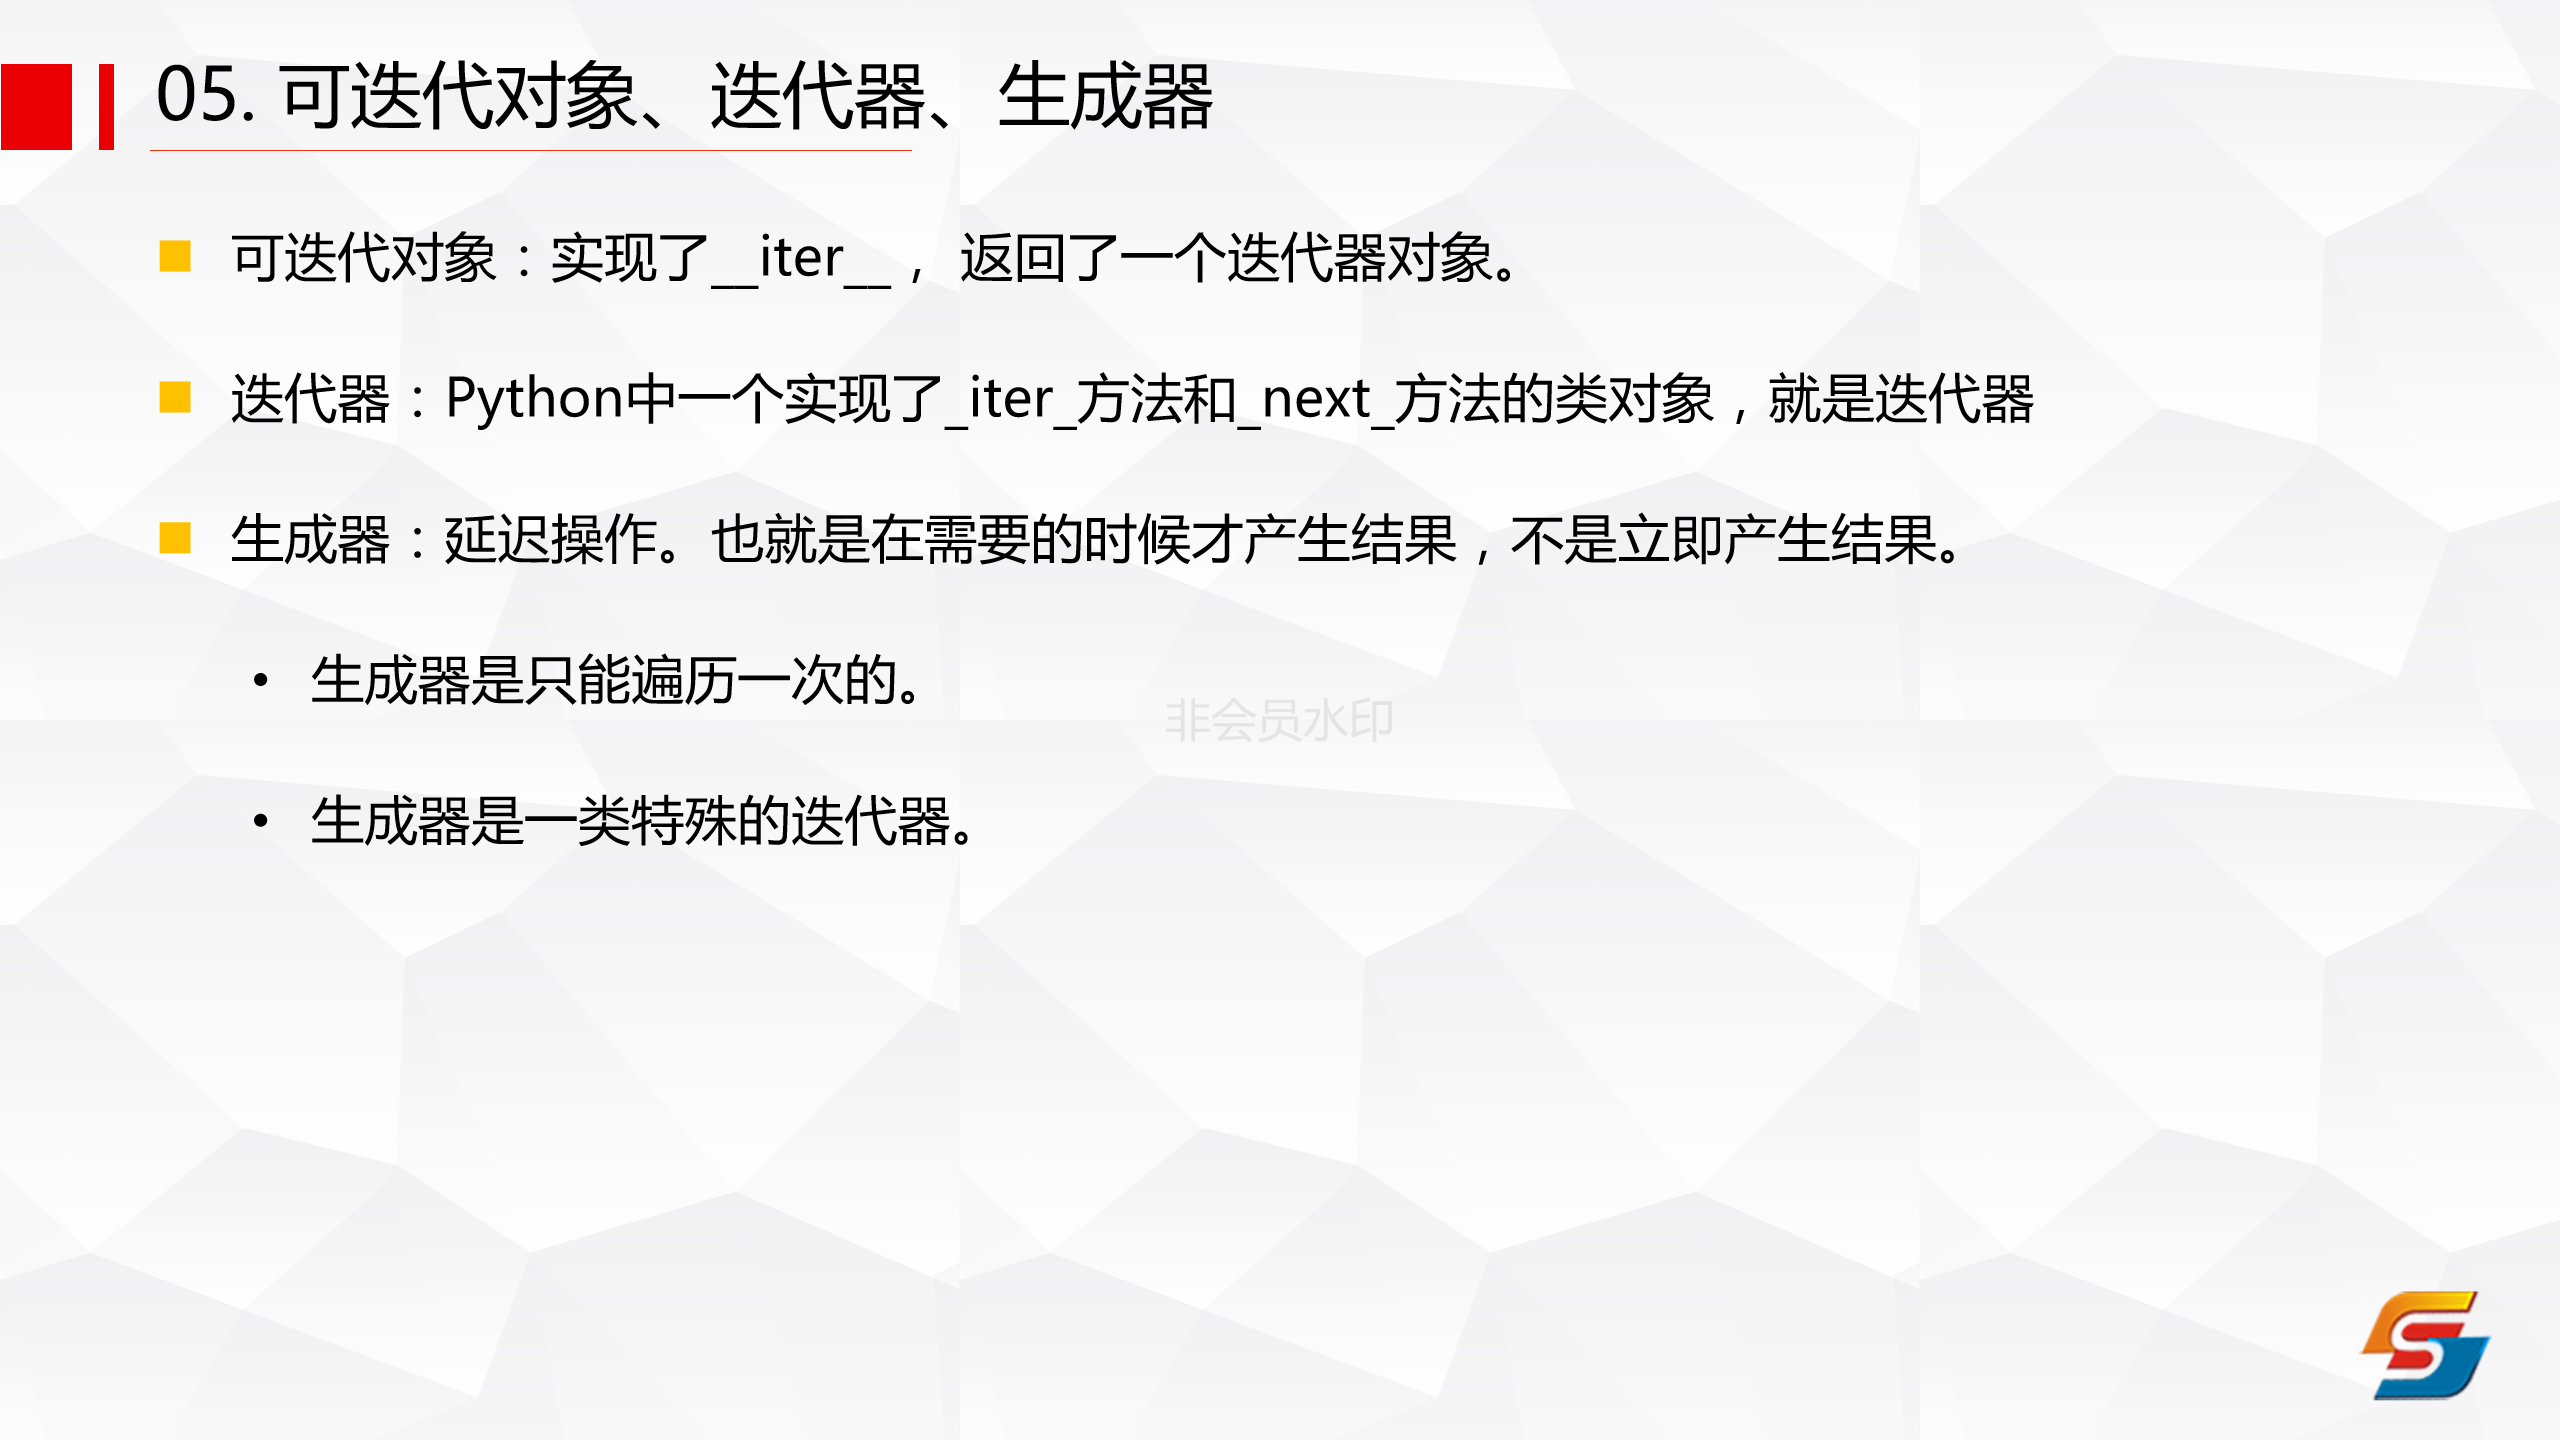 05. 可迭代对象、迭代器、生成器
可迭代对象：实现了__iter__， 返回了一个迭代器对象。
迭代器：Python中一个实现了_iter_方法和_next_方法的类对象，就是迭代器
生成器：延迟操作。也就是在需要的时候才产生结果，不是立即产生结果。
• 生成器是只能遍历一次的。
非会员水印
• 生成器是一类特殊的迭代器。